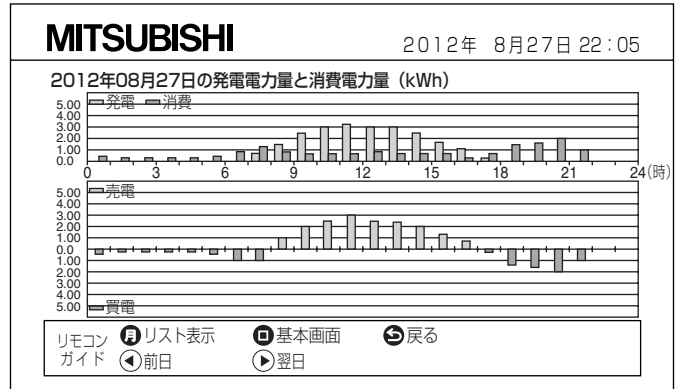 MITSUBISHI
2012年 8月27日 22:05
2012年08月27日の発電電力量と消費電力量（kWh）
発電 消費
5.00
4.00
3.00
2.00
1.00
0.0
0 3 6 9 12 15 18 21 24(時)
売電
5.00
4.00
3.00
2.00
1.00
0.0
1.00
2.00
3.00
4.00
5.00
買電
リモコンガイド
月 リスト表示 基本画面 戻る
前日 翌日